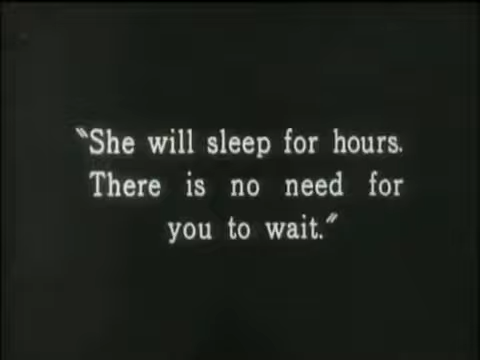 "She will sleep for hours.
There is no need for
you to wait."